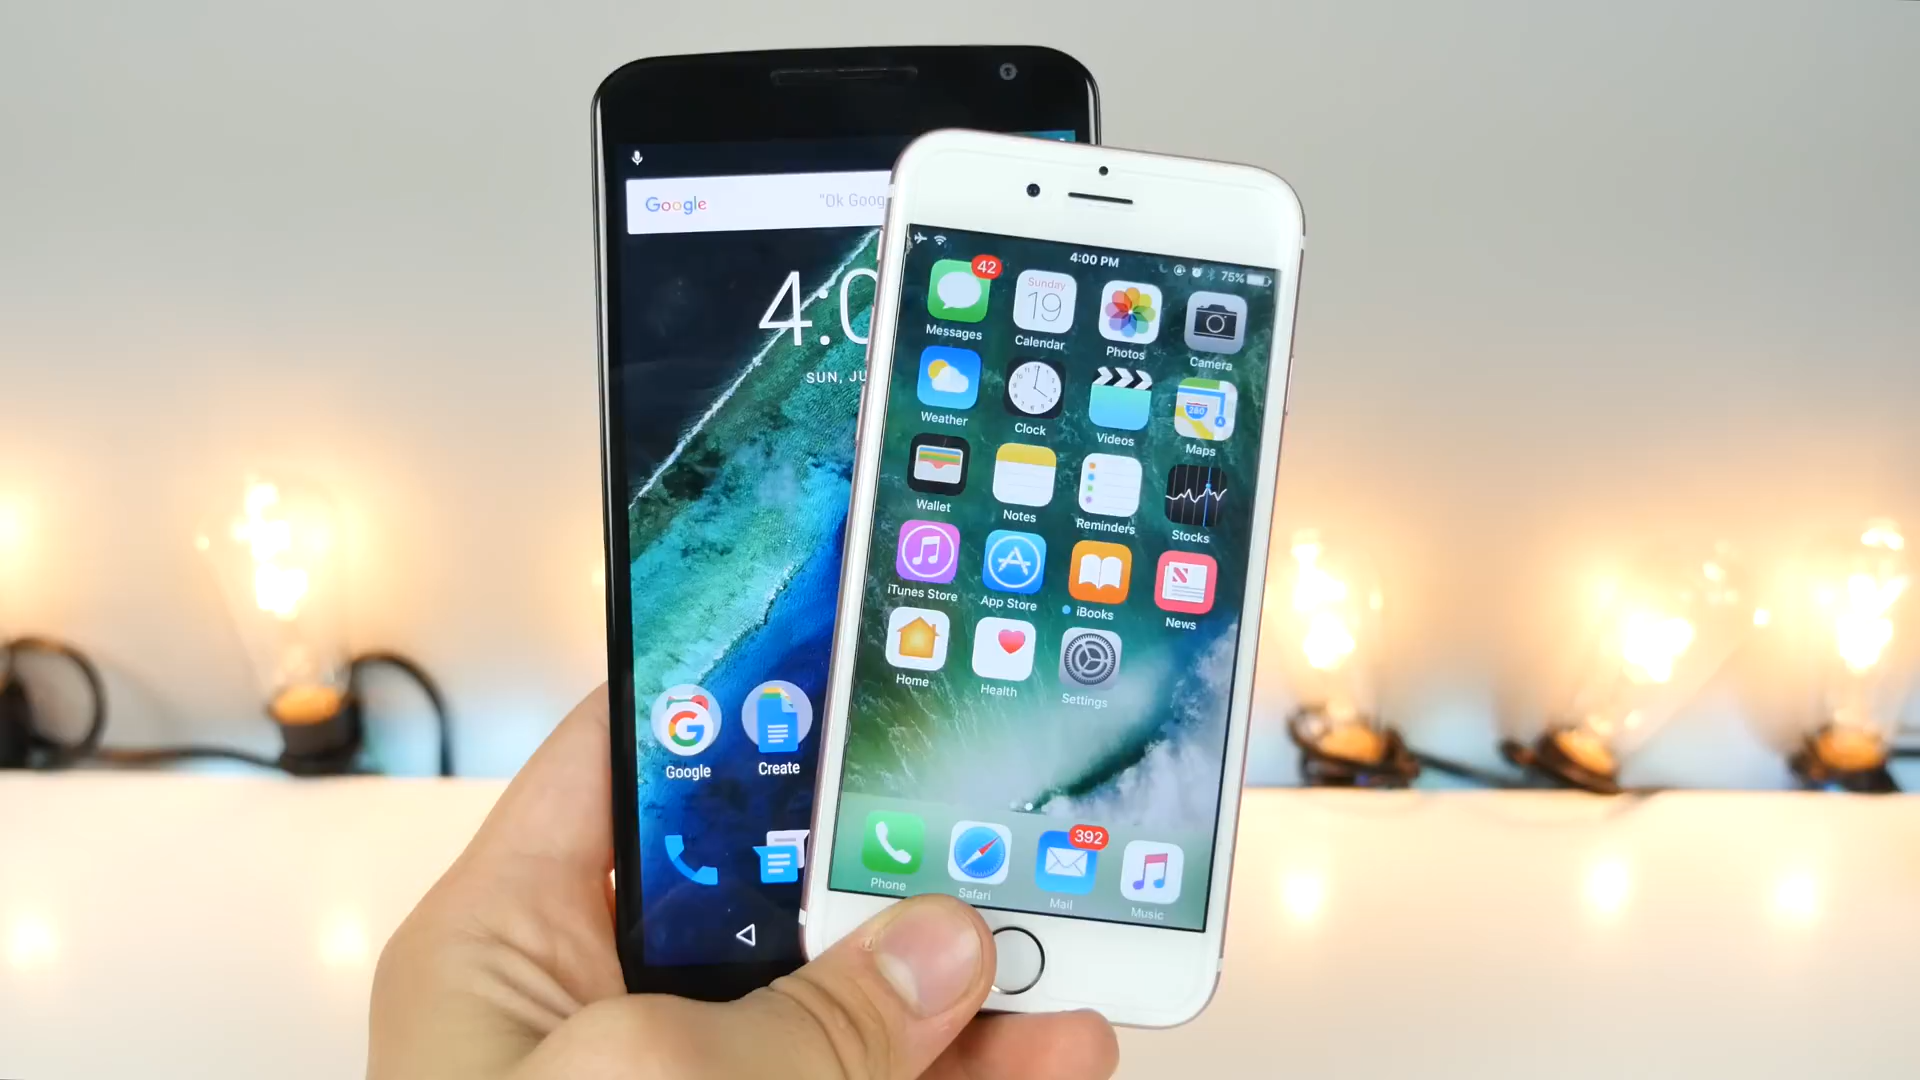 Google
"Ok Goog
4:0
SUN, JU
Google
Create
4:00 PM
75%
42
Messages
Sunday
19
Calendar
Photos
Camera
Weather
Clock
Videos
280
Maps
Wallet
Notes
Reminders
Stocks
iTunes Store
App Store
iBooks
News
Home
Health
Settings
Phone
Safari
392
Mail
Music